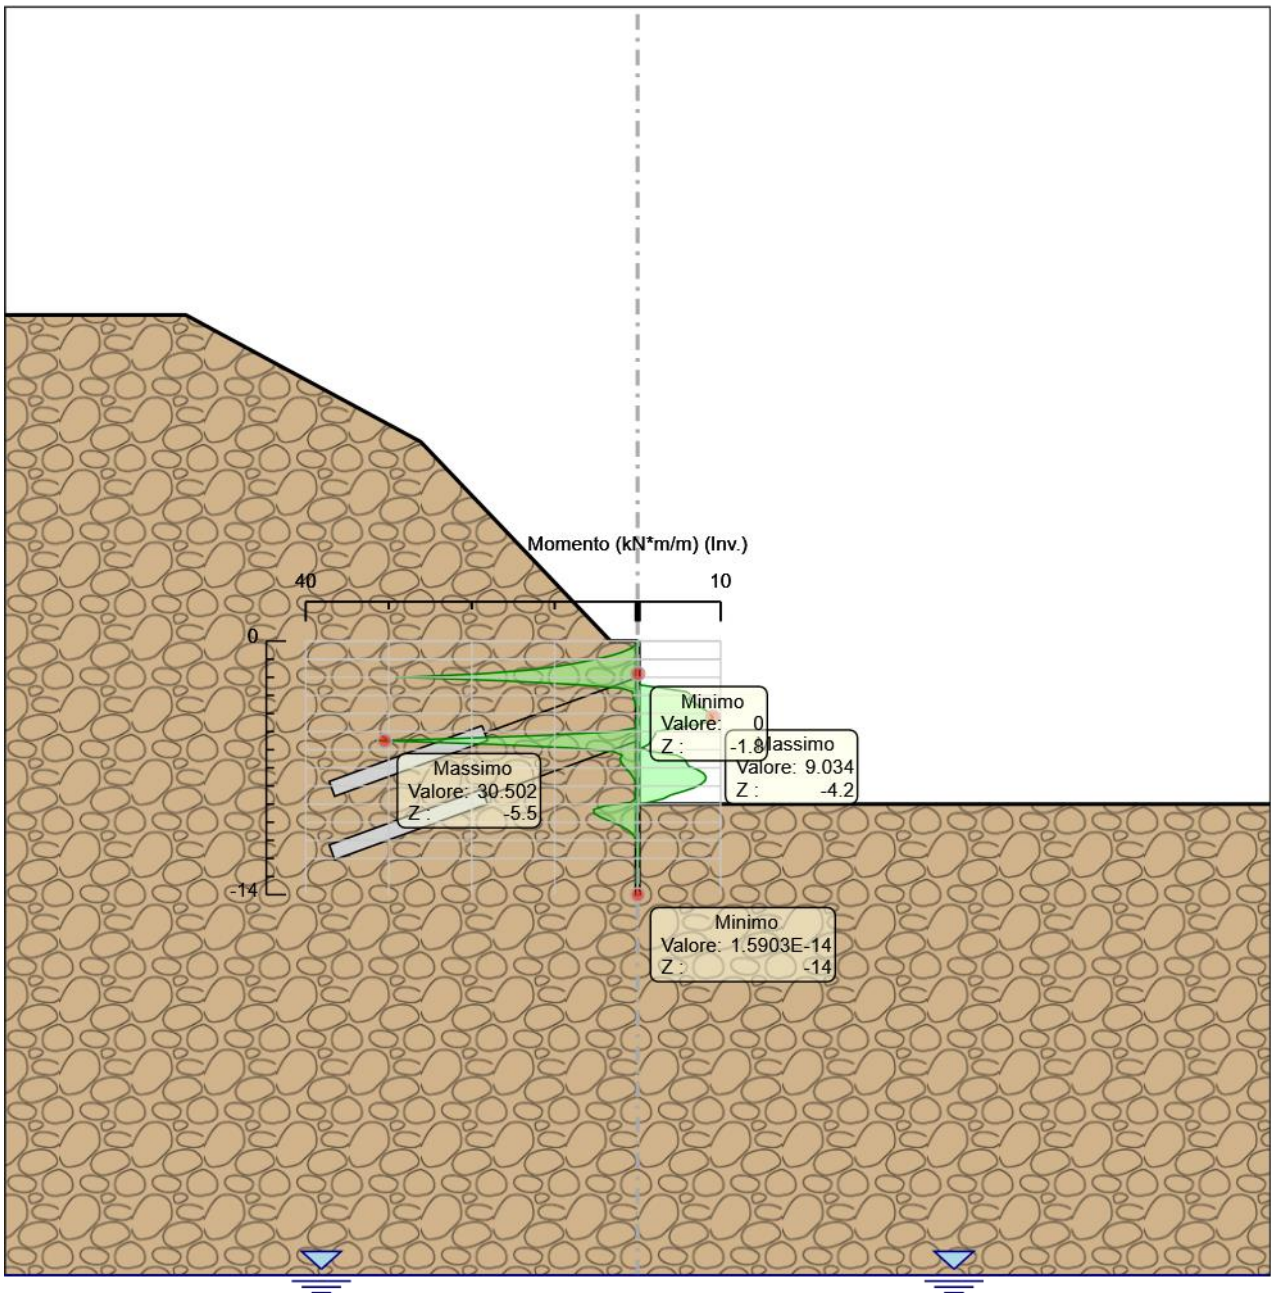 Momento (kN*m/m) (Inv.)
40
10
0
Minimo
Valore: 0
Z : -1.8
Massimo
Valore: 9.034
Z : -4.2
Massimo
Valore: 30.502
Z : -5.5
-14
Minimo
Valore: 1.5903E-14
Z : -14